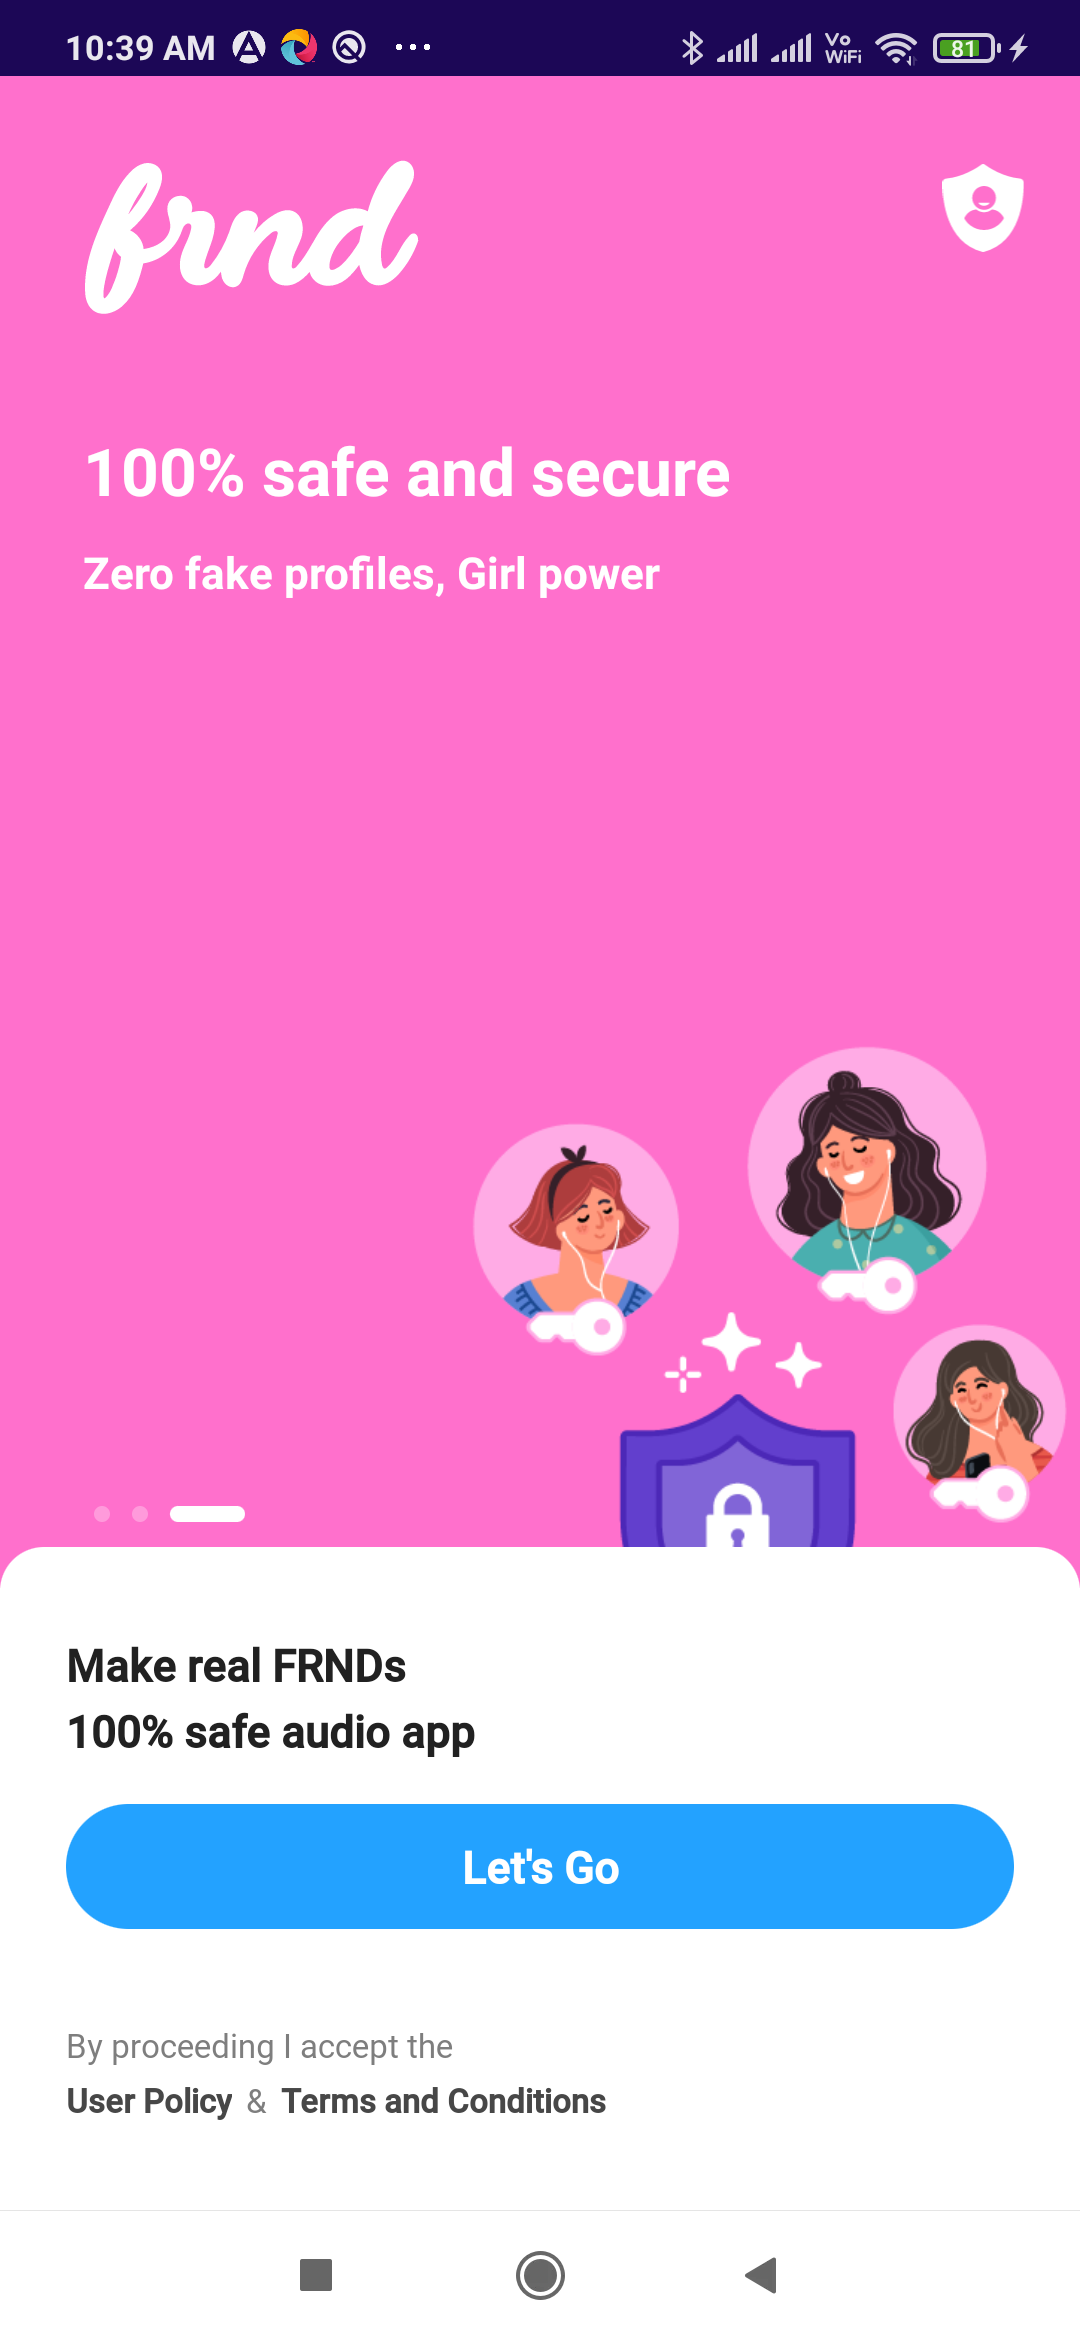 10:39 AM
Vo
WiFi
81
frnd
100% safe and secure
Zero fake profiles, Girl power
Make real FRNDs
100% safe audio app
Let's Go
By proceeding I accept the
User Policy & Terms and Conditions